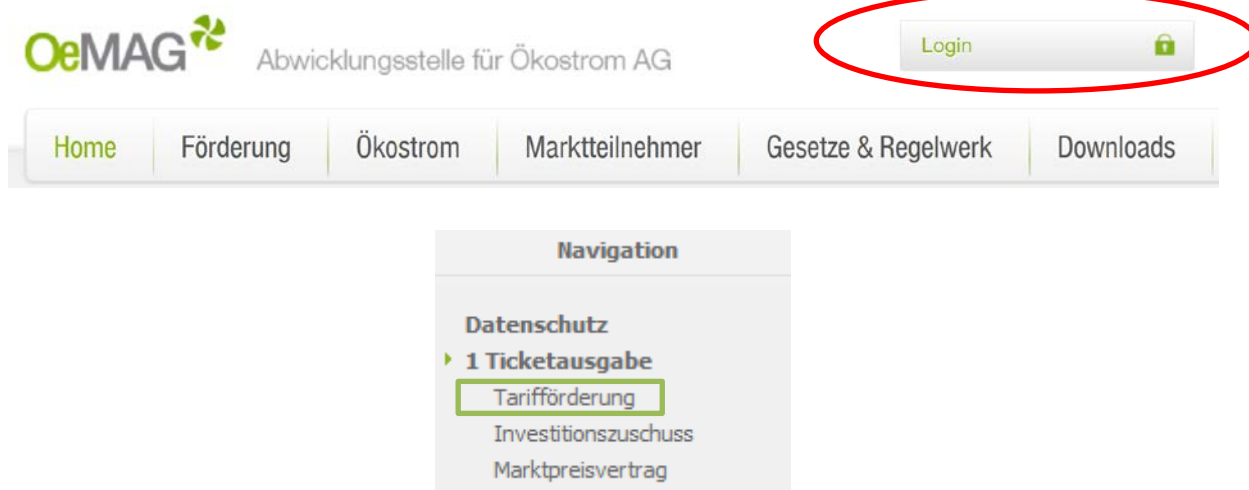 OeMAG Abwicklungsstelle für Ökostrom AG
Login
Home Förderung Ökostrom Marktteilnehmer Gesetze & Regelwerk Downloads
Navigation
Datenschutz
1 Ticketausgabe
Tarifförderung
Investitionszuschuss
Marktpreisvertrag